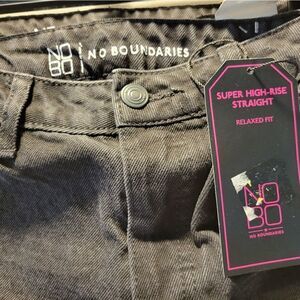 NO
BO
NO BOUNDARIES
SUPER HIGH-RISE
STRAIGHT
RELAXED FIT
NO
BO
NO BOUNDARIES